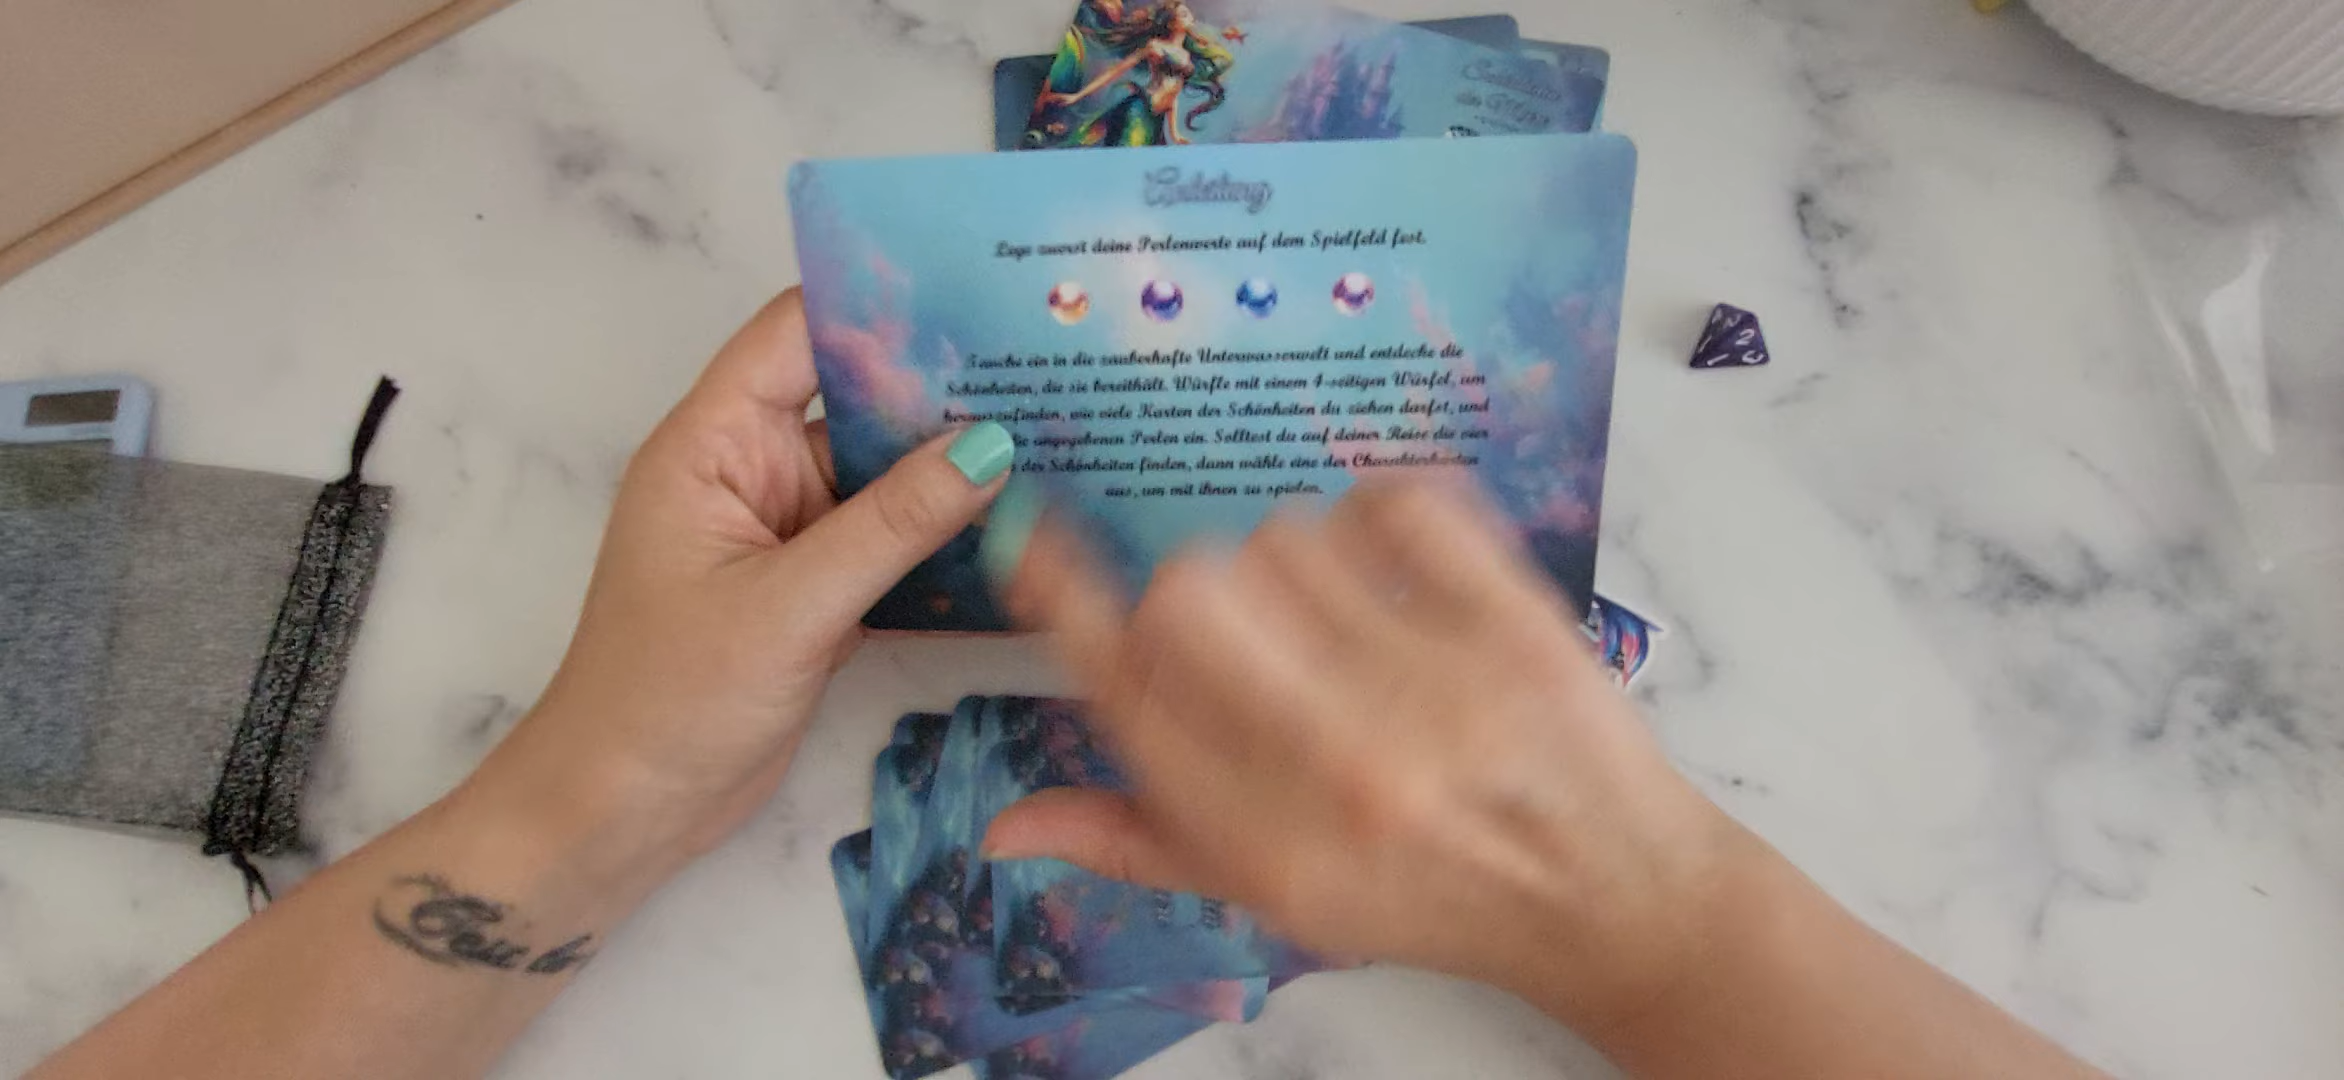 der
Lege zuerst deine Perlenwerte auf dem Spielfeld fest.
2
Tauche ein in die zauberhafte Unterwasserwelt und entdecke die
Schönheiten, die sie bereithält. Würfle mit einem 4-seitigen Würfel, um
herauszufinden, wie viele Karten der Schönheiten du ziehen darfst, und
die angegebenen Perlen ein. Solltest du auf deiner Reise die vier
der Schönheiten finden, dann wähle eine der Charakterkarten
aus, um mit ihnen zu spielen.